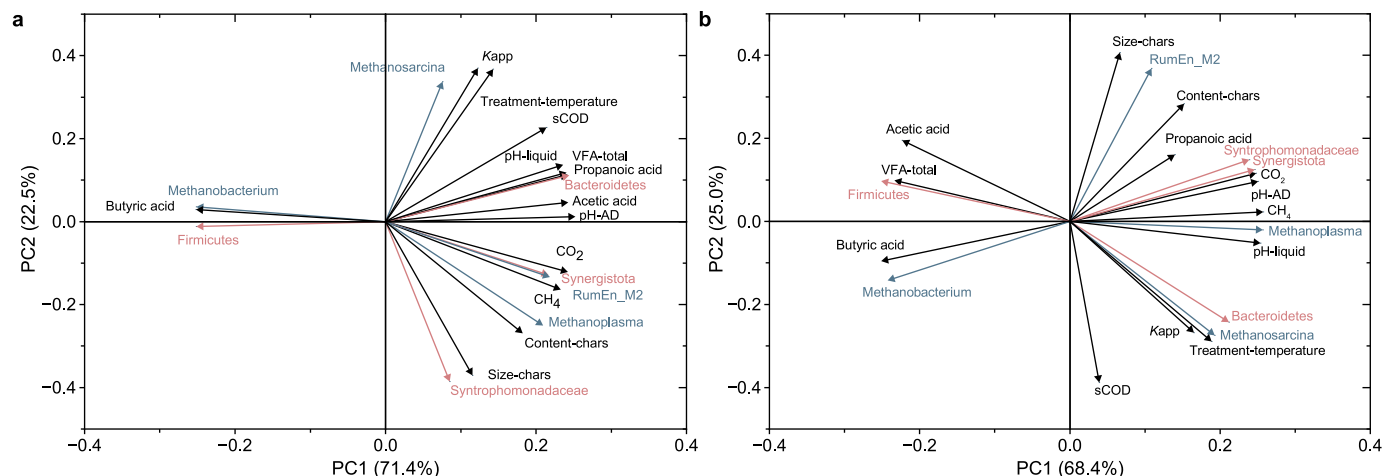 a
PC2 (22.5%)
0.4
0.2
0.0
−0.2
−0.4
−0.4
−0.2
0.0
0.2
0.4
PC1 (71.4%)
Methanosarcina
Kapp
Treatment-temperature
sCOD
pH-liquid
VFA-total
Propanoic acid
Bacteroidetes
Acetic acid
pH-AD
Methanobacterium
Butyric acid
Firmicutes
CO2
Synergistota
RumEn_M2
CH4
Methanoplasma
Content-chars
Size-chars
Syntrophomonadaceae
b
PC2 (25.0%)
0.4
0.2
0.0
−0.2
−0.4
−0.4
−0.2
0.0
0.2
0.4
PC1 (68.4%)
Size-chars
RumEn_M2
Content-chars
Acetic acid
Propanoic acid
Syntrophomonadaceae
Synergistota
VFA-total
CO2
Firmicutes
pH-AD
CH4
Methanoplasma
Butyric acid
pH-liquid
Methanobacterium
Bacteroidetes
Kapp
Methanosarcina
Treatment-temperature
sCOD